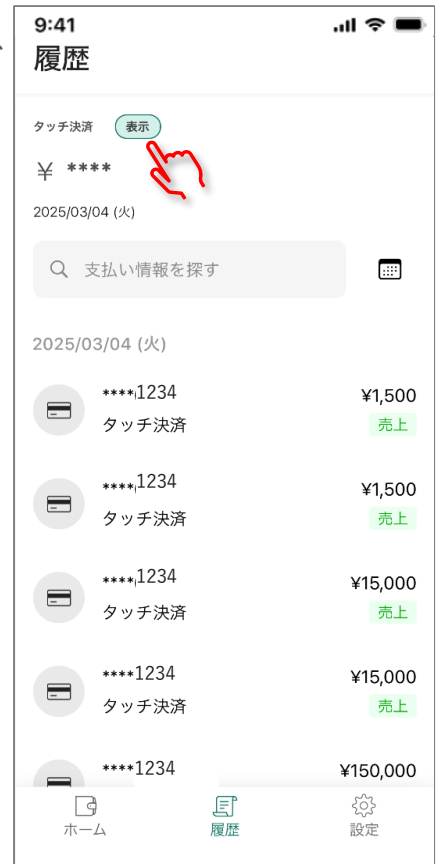 9:41
履歴
タッチ決済 表示
¥ ****
2025/03/04 (火)
支払い情報を探す
2025/03/04 (火)
****1234 ¥1,500
タッチ決済 売上
****1234 ¥1,500
タッチ決済 売上
****1234 ¥15,000
タッチ決済 売上
****1234 ¥15,000
タッチ決済 売上
****1234 ¥150,000
ホーム 履歴 設定